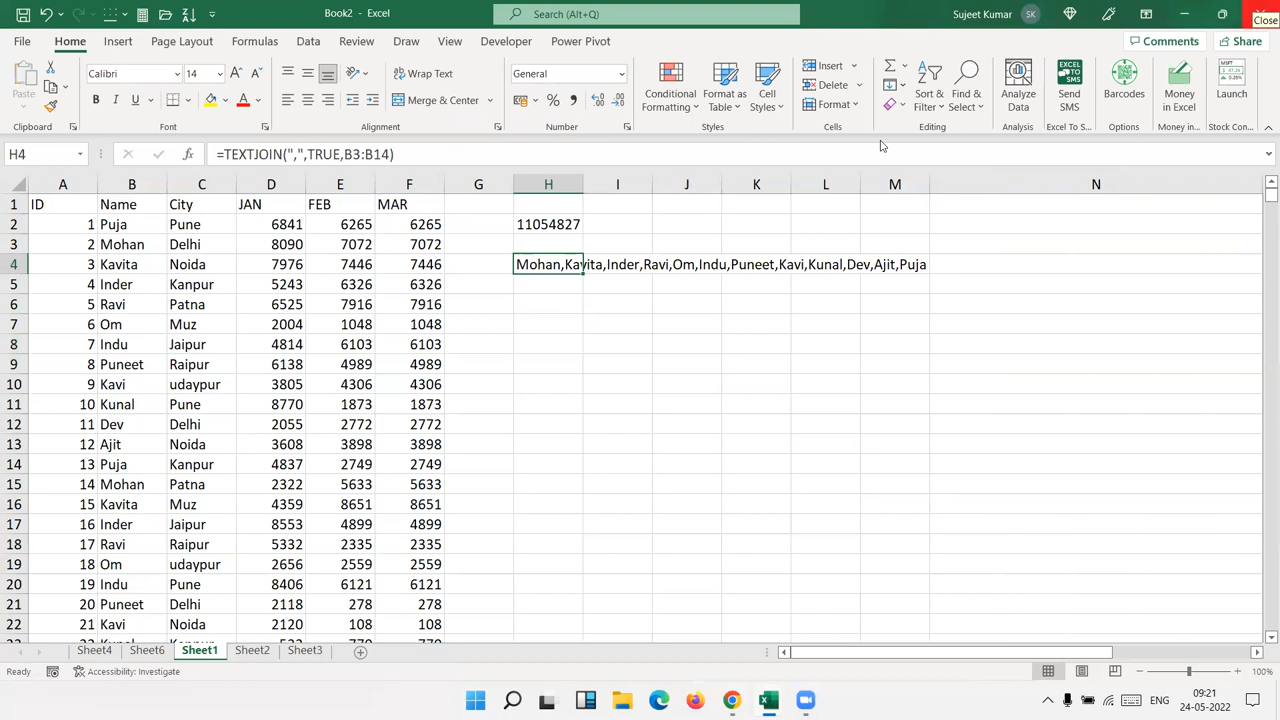 Book2 - Excel
Search (Alt+Q)
Sujeet Kumar
SK
Close
File Home Insert Page Layout Formulas Data Review View Draw Developer Power Pivot
Comments
Share
Paste
Calibri
14
Wrap Text
Merge & Center
General
Conditional Formatting
Format as Table
Cell Styles
Insert
Delete
Format
Sort & Filter
Find & Select
Analyze Data
Send SMS
Barcodes
Money in Excel
Launch
Clipboard Font Alignment Number Styles Cells Editing Analysis Excel To S... Options Money in... Stock Con...
H4
=TEXTJOIN(",",TRUE,B3:B14)
A B C D E F G H I J K L M N
1 ID Name City JAN FEB MAR
2 1 Puja Pune 6841 6265 6265 11054827
3 2 Mohan Delhi 8090 7072 7072
4 3 Kavita Noida 7976 7446 7446 Mohan,Kavita,Inder,Ravi,Om,Indu,Puneet,Kavi,Kunal,Dev,Ajit,Puja
5 4 Inder Kanpur 5243 6326 6326
6 5 Ravi Patna 6525 7916 7916
7 6 Om Muz 2004 1048 1048
8 7 Indu Jaipur 4814 6103 6103
9 8 Puneet Raipur 6138 4989 4989
10 9 Kavi udaypur 3805 4306 4306
11 10 Kunal Pune 8770 1873 1873
12 11 Dev Delhi 2055 2772 2772
13 12 Ajit Noida 3608 3898 3898
14 13 Puja Kanpur 4837 2749 2749
15 14 Mohan Patna 2322 5633 5633
16 15 Kavita Muz 4359 8651 8651
17 16 Inder Jaipur 8553 4899 4899
18 17 Ravi Raipur 5332 2335 2335
19 18 Om udaypur 2656 2559 2559
20 19 Indu Pune 8406 6121 6121
21 20 Puneet Delhi 2118 278 278
22 21 Kavi Noida 2120 108 108
Sheet4 Sheet6 Sheet1 Sheet2 Sheet3
Ready
Accessibility: Investigate
100%
ENG
09:21
24-05-2022